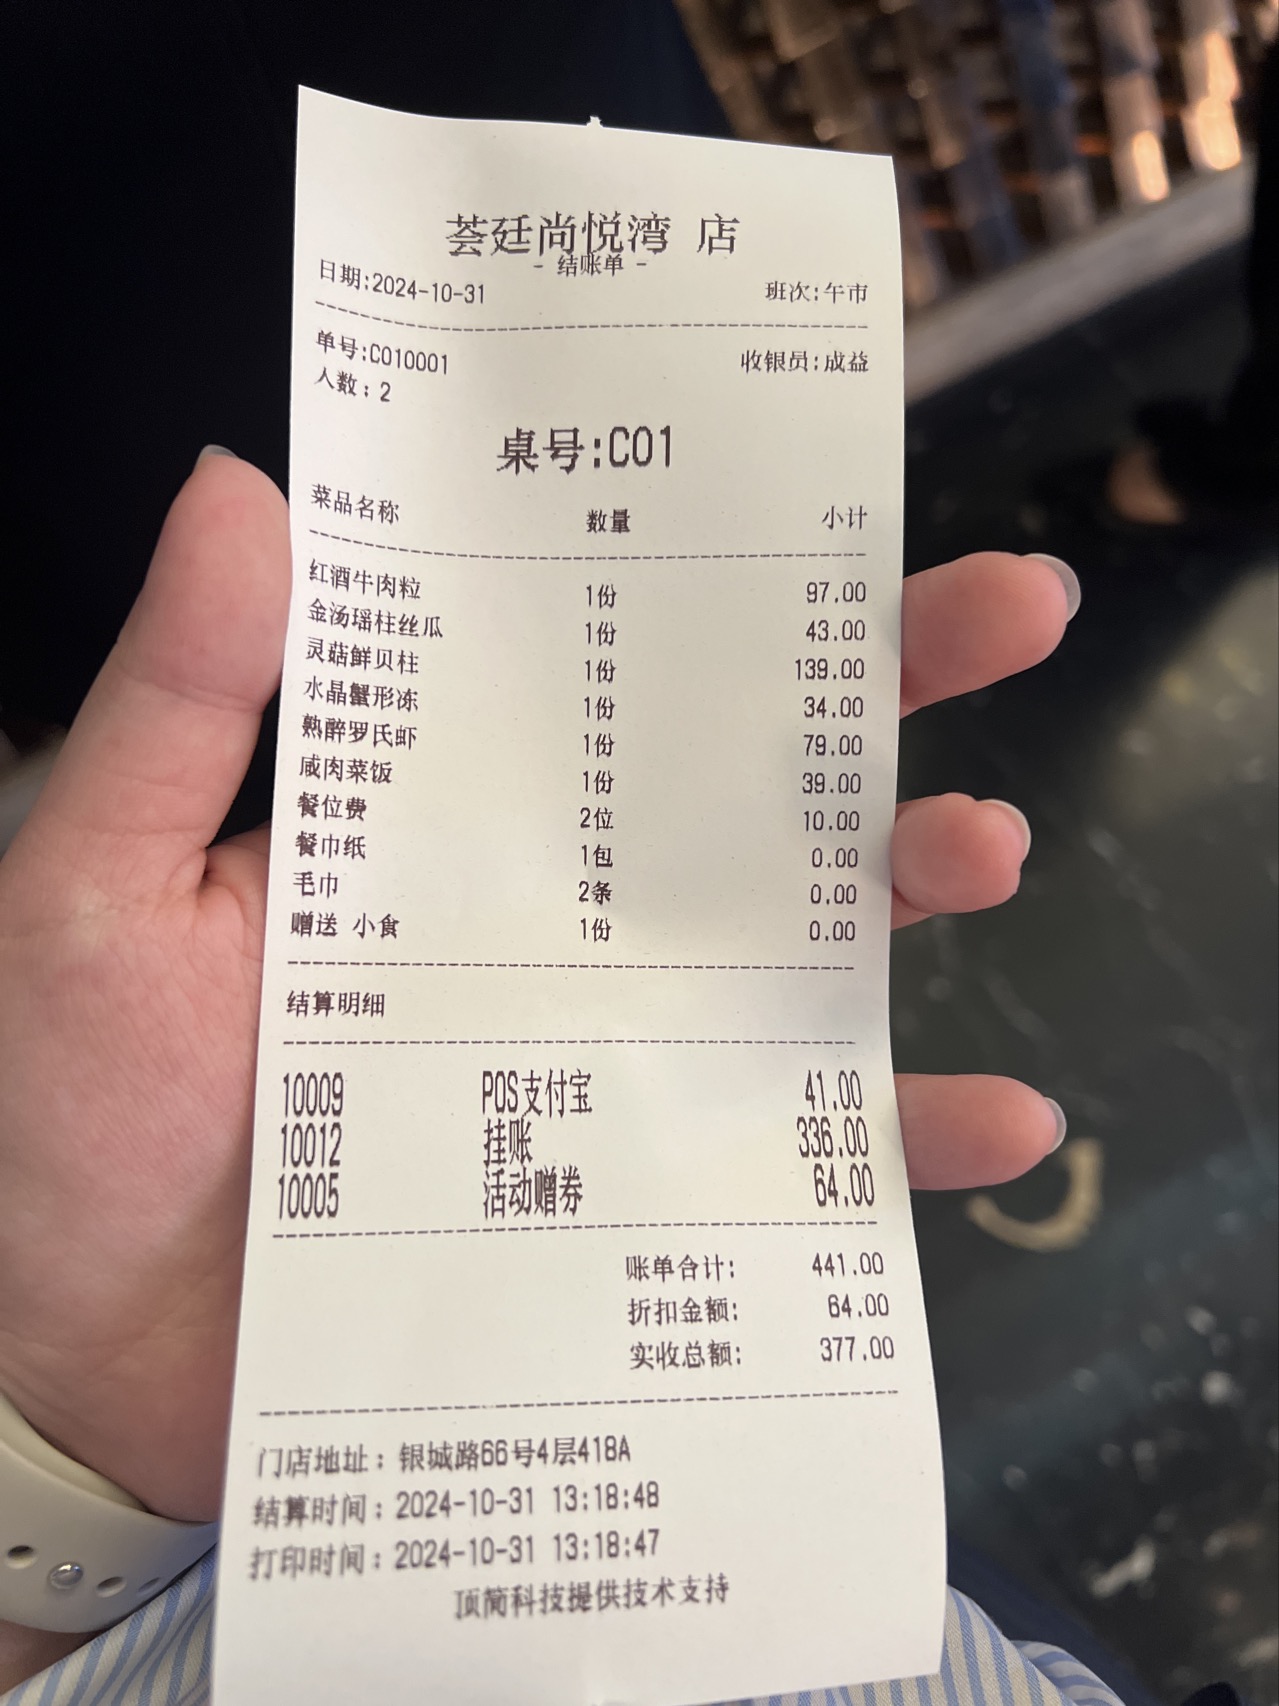 荟廷尚悦湾 店
- 结账单 -
日期:2024-10-31 班次:午市
单号:C010001 收银员:成益
人数：2
桌号:C01
菜品名称 数量 小计
红酒牛肉粒 1份 97.00
金汤瑶柱丝瓜 1份 43.00
灵菇鲜贝柱 1份 139.00
水晶蟹形冻 1份 34.00
熟醉罗氏虾 1份 79.00
咸肉菜饭 1份 39.00
餐位费 2位 10.00
餐巾纸 1包 0.00
毛巾 2条 0.00
赠送 小食 1份 0.00
结算明细
10009 POS支付宝 41.00
10012 挂账 336.00
10005 活动赠券 64.00
账单合计: 441.00
折扣金额: 64.00
实收总额: 377.00
门店地址：银城路66号4层418A
结算时间：2024-10-31 13:18:48
打印时间：2024-10-31 13:18:47
顶简科技提供技术支持